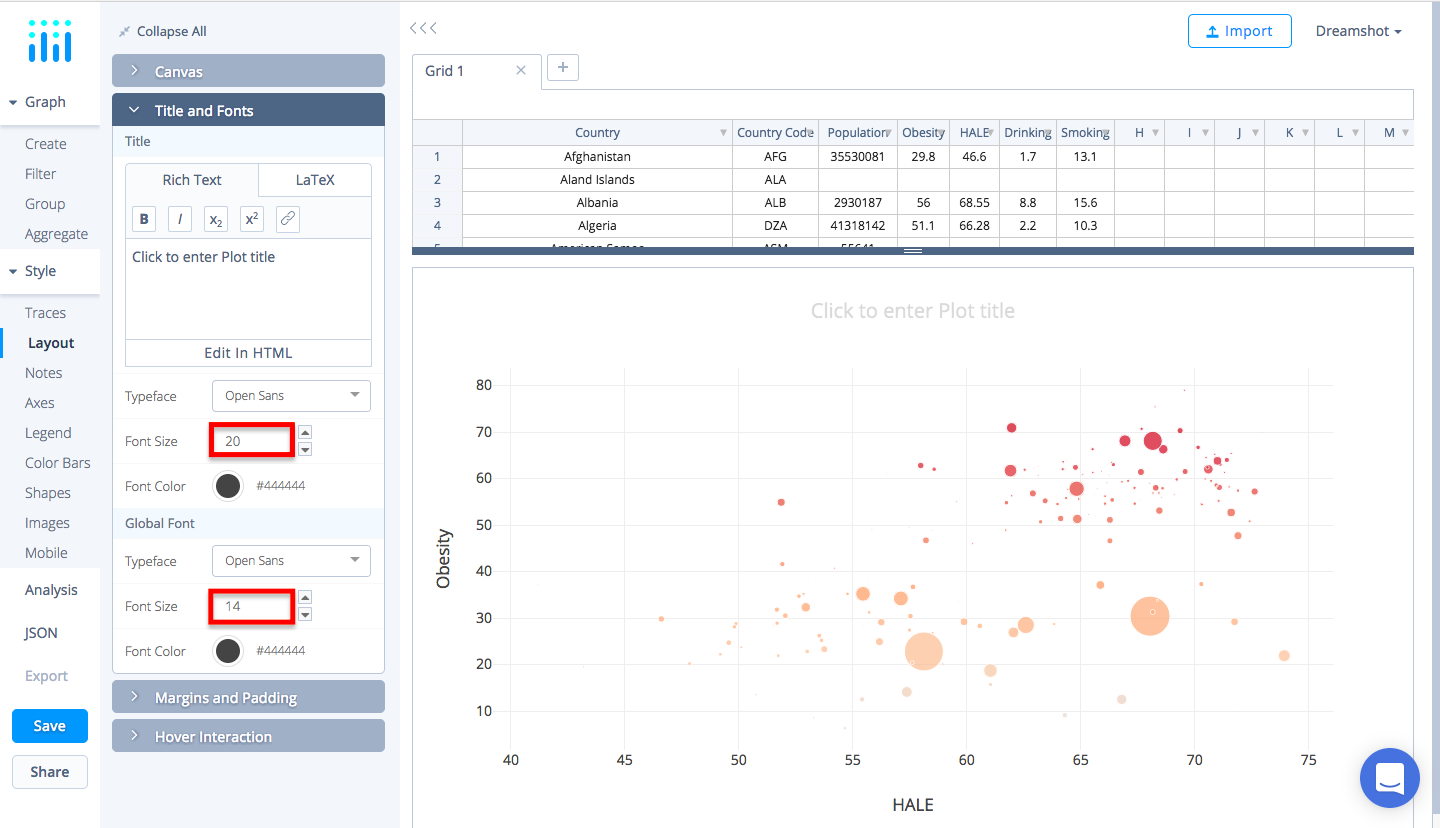 Collapse All
Import
Dreamshot
Canvas
Grid 1
Graph
Title and Fonts
Title
Country Country Code Population Obesity HALE Drinking Smoking H I J K L M
Create
1 Afghanistan AFG 35530081 29.8 46.6 1.7 13.1
Filter
Rich Text LaTeX
2 Aland Islands ALA
Group
3 Albania ALB 2930187 56 68.55 8.8 15.6
B I x2 x2
Aggregate
4 Algeria DZA 41318142 51.1 66.28 2.2 10.3
5 American Samoa ASM 55641
Click to enter Plot title
Style
Click to enter Plot title
Traces
Layout
Edit In HTML
Notes
Typeface Open Sans
Axes
Legend
Font Size 20
Color Bars
Font Color #444444
Shapes
Images
Global Font
Mobile
Typeface Open Sans
Analysis
Font Size 14
JSON
Font Color #444444
Export
Margins and Padding
Save
Hover Interaction
Share
80
70
60
50
40
30
20
10
Obesity
40 45 50 55 60 65 70 75
HALE